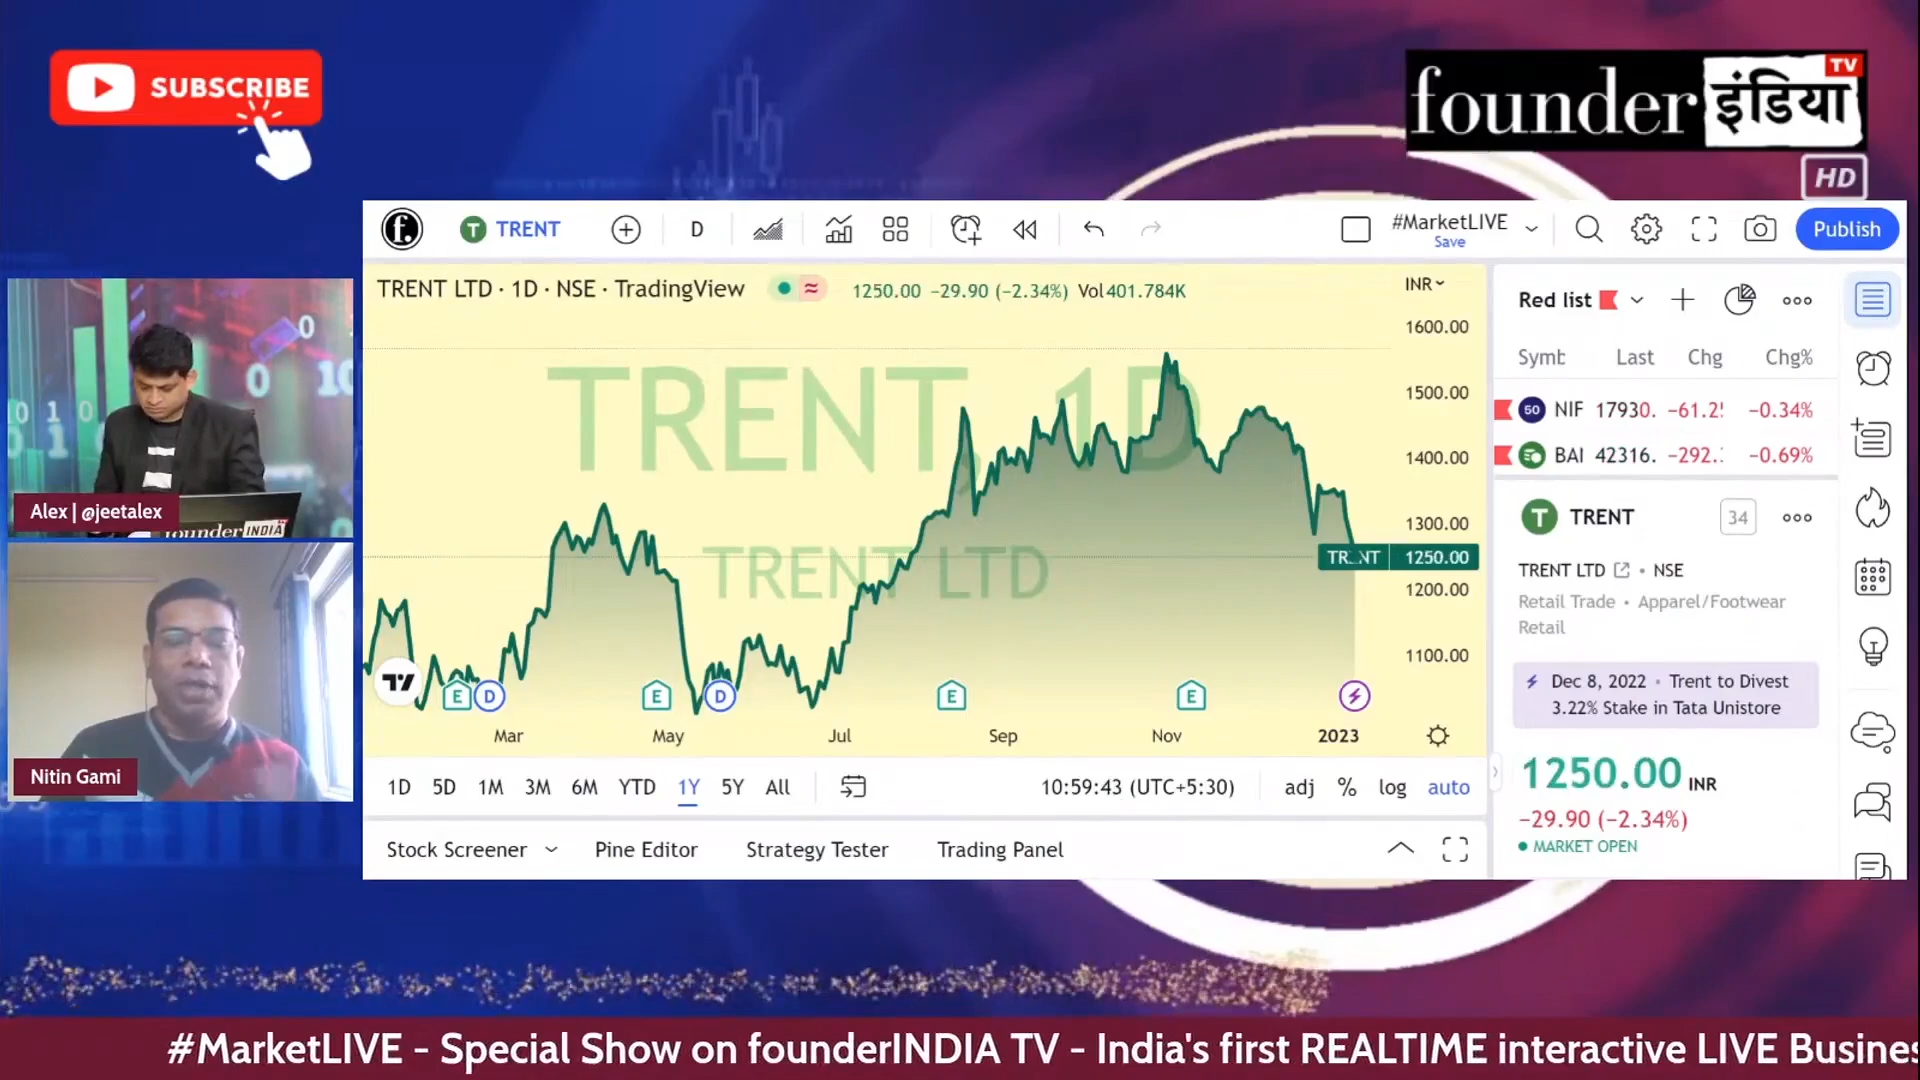 SUBSCRIBE
founder इंडिया TV
HD
f.
T TRENT
D
#MarketLIVE
Save
Publish
TRENT LTD · 1D · NSE · TradingView
1250.00 −29.90 (−2.34%) Vol 401.784K
INR
TRENT, 1D
TRENT LTD
1600.00
1500.00
1400.00
1300.00
1250.00
1200.00
1100.00
E D E D E E
Mar May Jul Sep Nov 2023
1D 5D 1M 3M 6M YTD 1Y 5Y All
10:59:43 (UTC+5:30)
adj % log auto
Stock Screener
Pine Editor
Strategy Tester
Trading Panel
Red list
Symb Last Chg Chg%
50 NIF 17930. −61.2 −0.34%
BAI 42316. −292. −0.69%
T TRENT
34
TRENT LTD • NSE
Retail Trade • Apparel/Footwear
Retail
Dec 8, 2022 · Trent to Divest
3.22% Stake in Tata Unistore
1250.00 INR
−29.90 (−2.34%)
MARKET OPEN
Alex | @jeetalex
founder INDIA
Nitin Gami
#MarketLIVE - Special Show on founderINDIA TV - India's first REALTIME interactive LIVE Busines